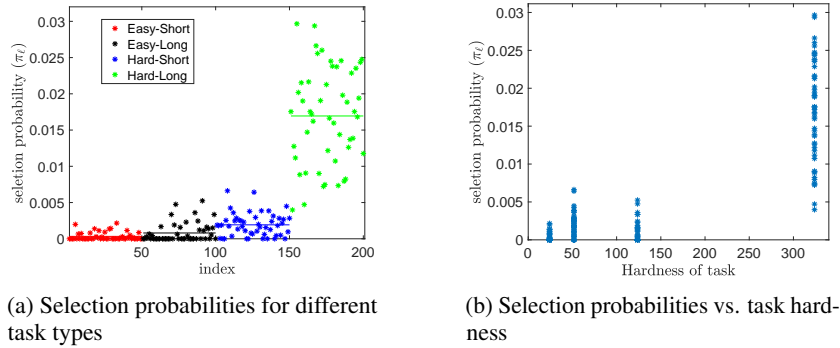 0.03
0.025
0.02
0.015
0.01
0.005
0
seletion probability (πℓ)
Easy-Short
Easy-Long
Hard-Short
Hard-Long
50 100 150 200
index
(a) Selection probabilities for different
task types
0.03
0.025
0.02
0.015
0.01
0.005
0
seletion probability (πℓ)
0 50 100 150 200 250 300
Hardness of task
(b) Selection probabilities vs. task hard-
ness